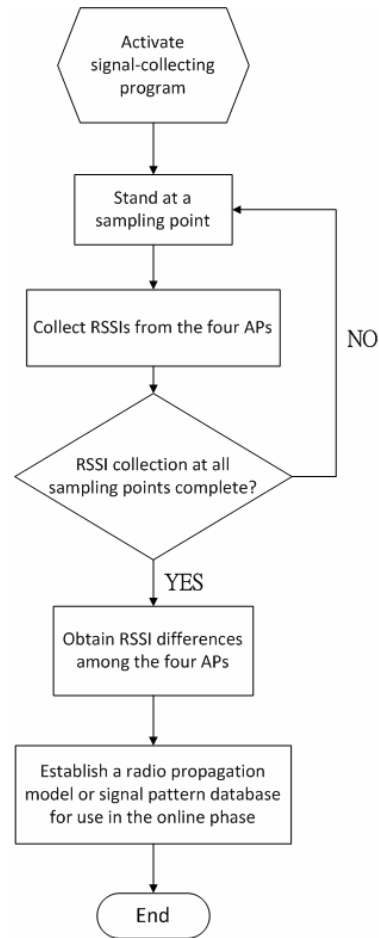 Activate
signal-collecting
program
Stand at a
sampling point
Collect RSSIs from the four APs
NO
RSSI collection at all
sampling points complete?
YES
Obtain RSSI differences
among the four APs
Establish a radio propagation
model or signal pattern database
for use in the online phase
End